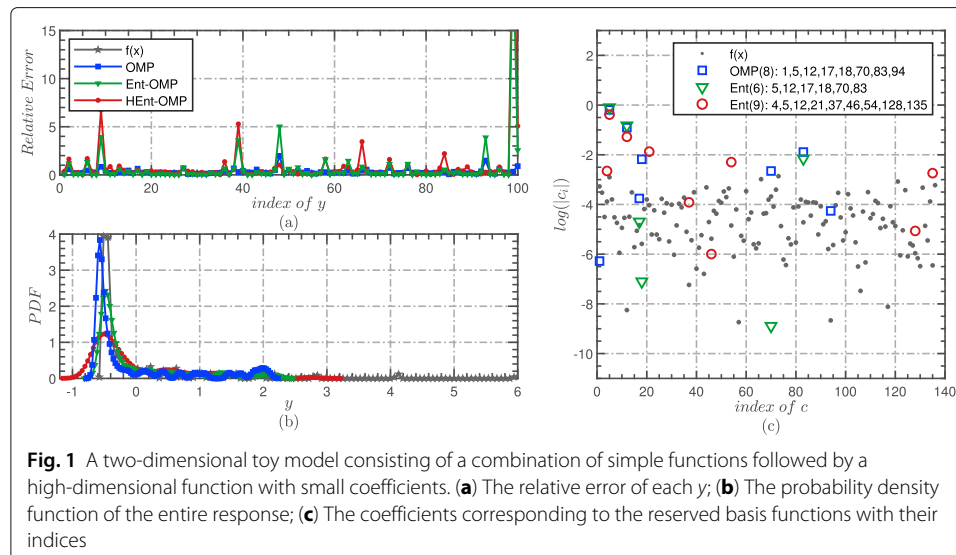 15
10
5
0
Relative Error
f(x)
OMP
Ent-OMP
HEnt-OMP
0 20 40 60 80 100
index of y
(a)
4
3
2
1
0
PDF
-1 0 1 2 3 4 5 6
y
(b)
2
0
-2
-4
-6
-8
-10
log(|c_i|)
f(x)
OMP(8): 1,5,12,17,18,70,83,94
Ent(6): 5,12,17,18,70,83
Ent(9): 4,5,12,21,37,46,54,128,135
0 20 40 60 80 100 120 140
index of c
(c)
Fig. 1 A two-dimensional toy model consisting of a combination of simple functions followed by a
high-dimensional function with small coefficients. (a) The relative error of each y; (b) The probability density
function of the entire response; (c) The coefficients corresponding to the reserved basis functions with their
indices